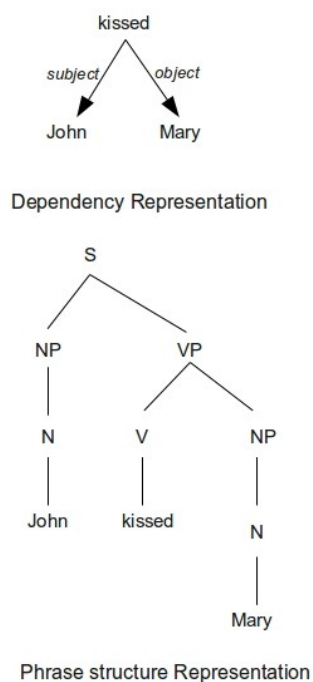 kissed
subject object
John Mary
Dependency Representation
S
NP VP
N V NP
John kissed
N
Mary
Phrase structure Representation